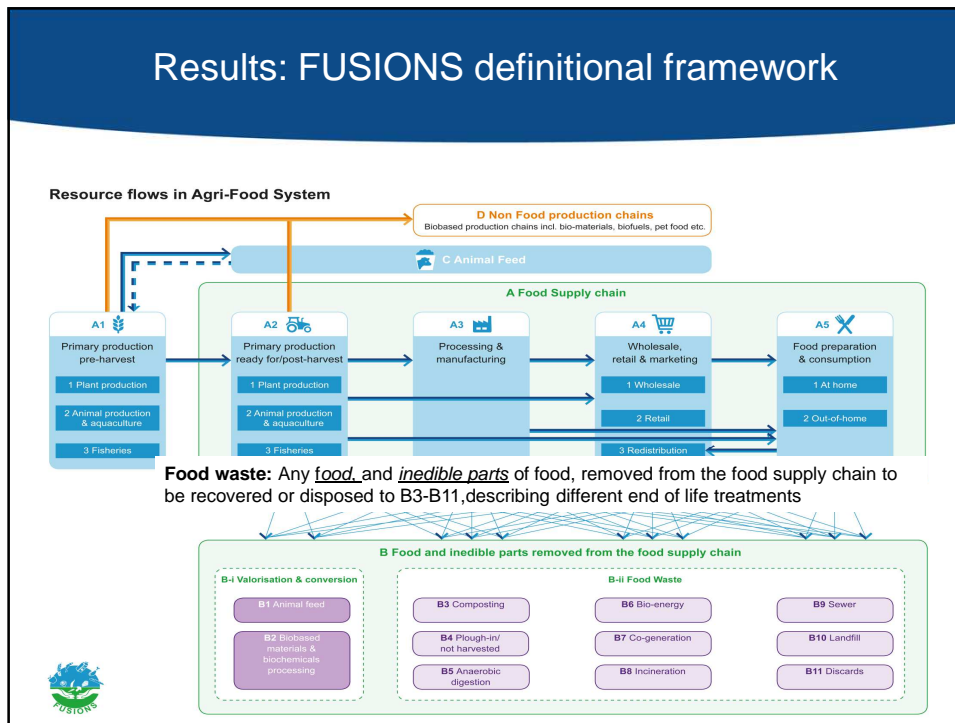 Results: FUSIONS definitional framework
Resource flows in Agri-Food System
D Non Food production chains
Biobased production chains incl. bio-materials, biofuels, pet food etc.
C Animal Feed
A Food Supply chain
A1
Primary production
pre-harvest
1 Plant production
2 Animal production
& aquaculture
3 Fisheries
A2
Primary production
ready for/post-harvest
1 Plant production
2 Animal production
& aquaculture
3 Fisheries
A3
Processing &
manufacturing
A4
Wholesale,
retail & marketing
1 Wholesale
2 Retail
3 Redistribution
A5
Food preparation
& consumption
1 At home
2 Out-of-home
Food waste: Any food, and inedible parts of food, removed from the food supply chain to
be recovered or disposed to B3-B11,describing different end of life treatments
B Food and inedible parts removed from the food supply chain
B-i Valorisation & conversion
B1 Animal feed
B2 Biobased
materials &
biochemicals
processing
B-ii Food Waste
B3 Composting
B4 Plough-in/
not harvested
B5 Anaerobic
digestion
B6 Bio-energy
B7 Co-generation
B8 Incineration
B9 Sewer
B10 Landfill
B11 Discards
FUSIONS